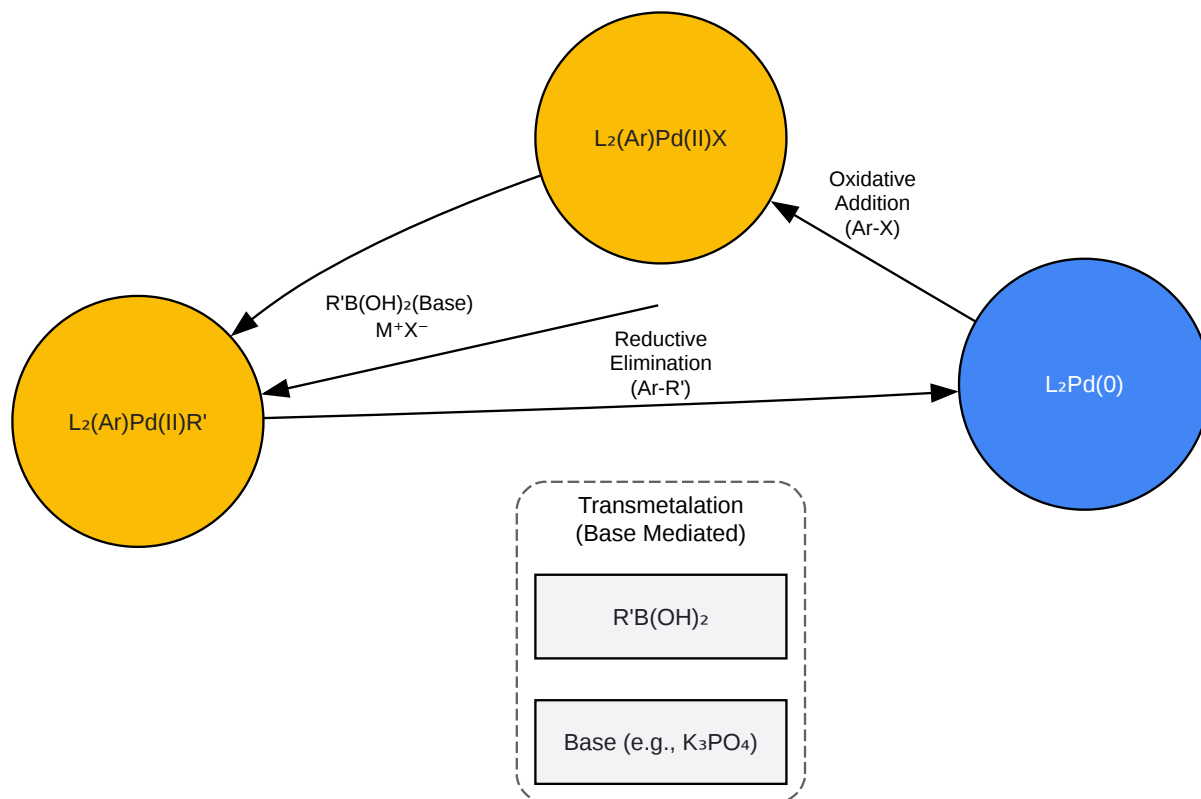 L₂(Ar)Pd(II)X
Oxidative
Addition
(Ar-X)
R'B(OH)₂(Base)
M⁺X⁻
Reductive
Elimination
(Ar-R')
L₂Pd(0)
L₂(Ar)Pd(II)R'
Transmetalation
(Base Mediated)
R'B(OH)₂
Base (e.g., K₃PO₄)